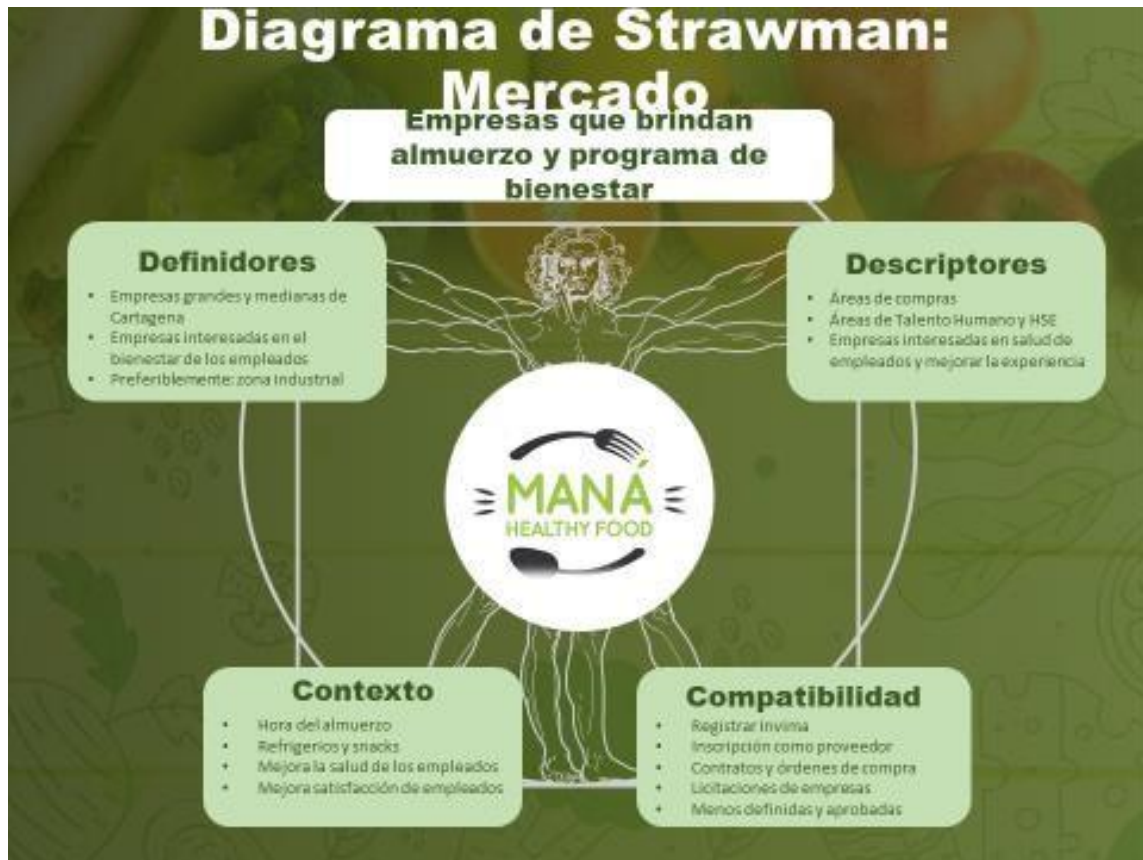 Diagrama de Strawman:
Mercado
Empresas que brindan
almuerzo y programa de
bienestar
Definidores
• Empresas grandes y medianas de
Cartagena
• Empresas interesadas en el
bienestar de los empleados
• Preferiblemente: zona Industrial
Descriptores
• Áreas de compras
• Áreas de Talento Humano y HSE
• Empresas interesadas en salud de
empleados y mejorar la experiencia
MANÁ
HEALTHY FOOD
Contexto
• Hora del almuerzo
• Refrigerios y snacks
• Mejora la salud de los empleados
• Mejora satisfacción de empleados
Compatibilidad
• Registrar Invima
• Inscripción como proveedor
• Contratos y órdenes de compra
• Licitaciones de empresas
• Menos definidas y aprobadas